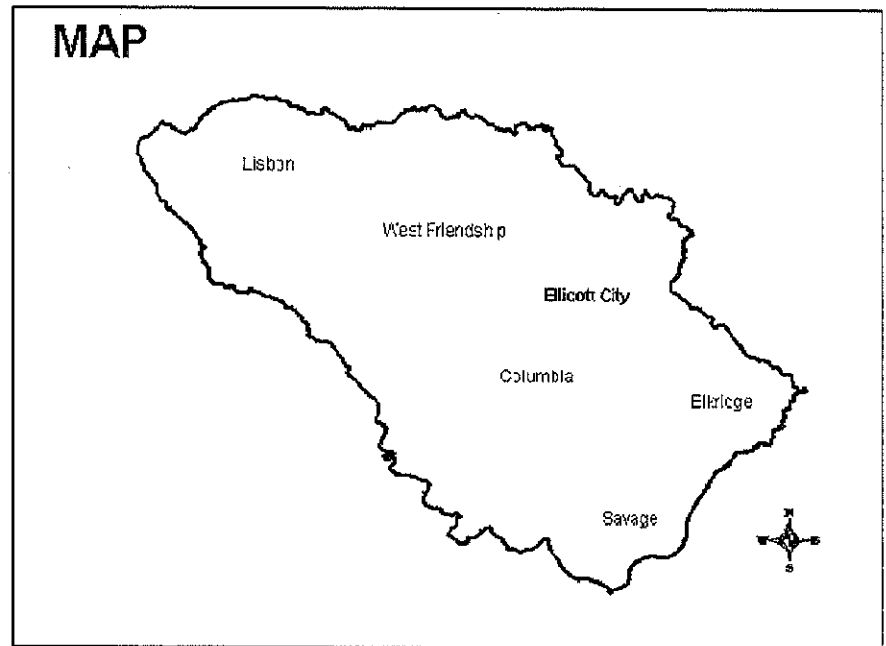 MAP
Lisbon
West Friendship
Ellicott City
Columbia
Elkridge
Savage
N
W E
S